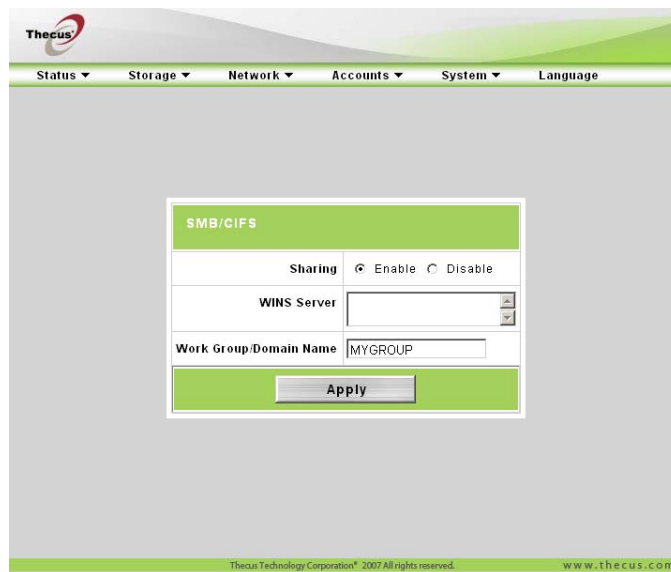 Thecus
Status ▼ Storage ▼ Network ▼ Accounts ▼ System ▼ Language
SMB/CIFS
Sharing Enable Disable
WINS Server
Work Group/Domain Name MYGROUP
Apply
Thecus Technology Corporation® 2007 All rights reserved. www.thecus.com